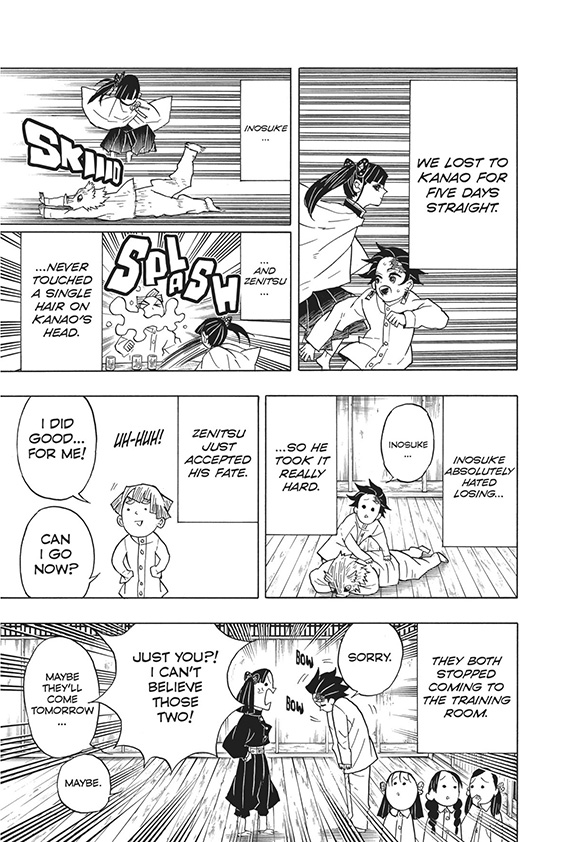 WE LOST TO
KANAO FOR
FIVE DAYS
STRAIGHT.
INOSUKE
...
SKIIIID
...
AND
ZENITSU
...
SPLASH
...NEVER
TOUCHED
A SINGLE
HAIR ON
KANAO'S
HEAD.
INOSUKE
ABSOLUTELY
HATED
LOSING...
INOSUKE
...
...SO HE
TOOK IT
REALLY
HARD.
ZENITSU
JUST
ACCEPTED
HIS FATE.
UH-HUH!
I DID
GOOD...
FOR ME!
CAN
I GO
NOW?
THEY BOTH
STOPPED
COMING TO
THE TRAINING
ROOM.
SORRY.
BOW
BOW
JUST YOU?!
I CAN'T
BELIEVE
THOSE
TWO!
MAYBE
THEY'LL
COME
TOMORROW
...
MAYBE.